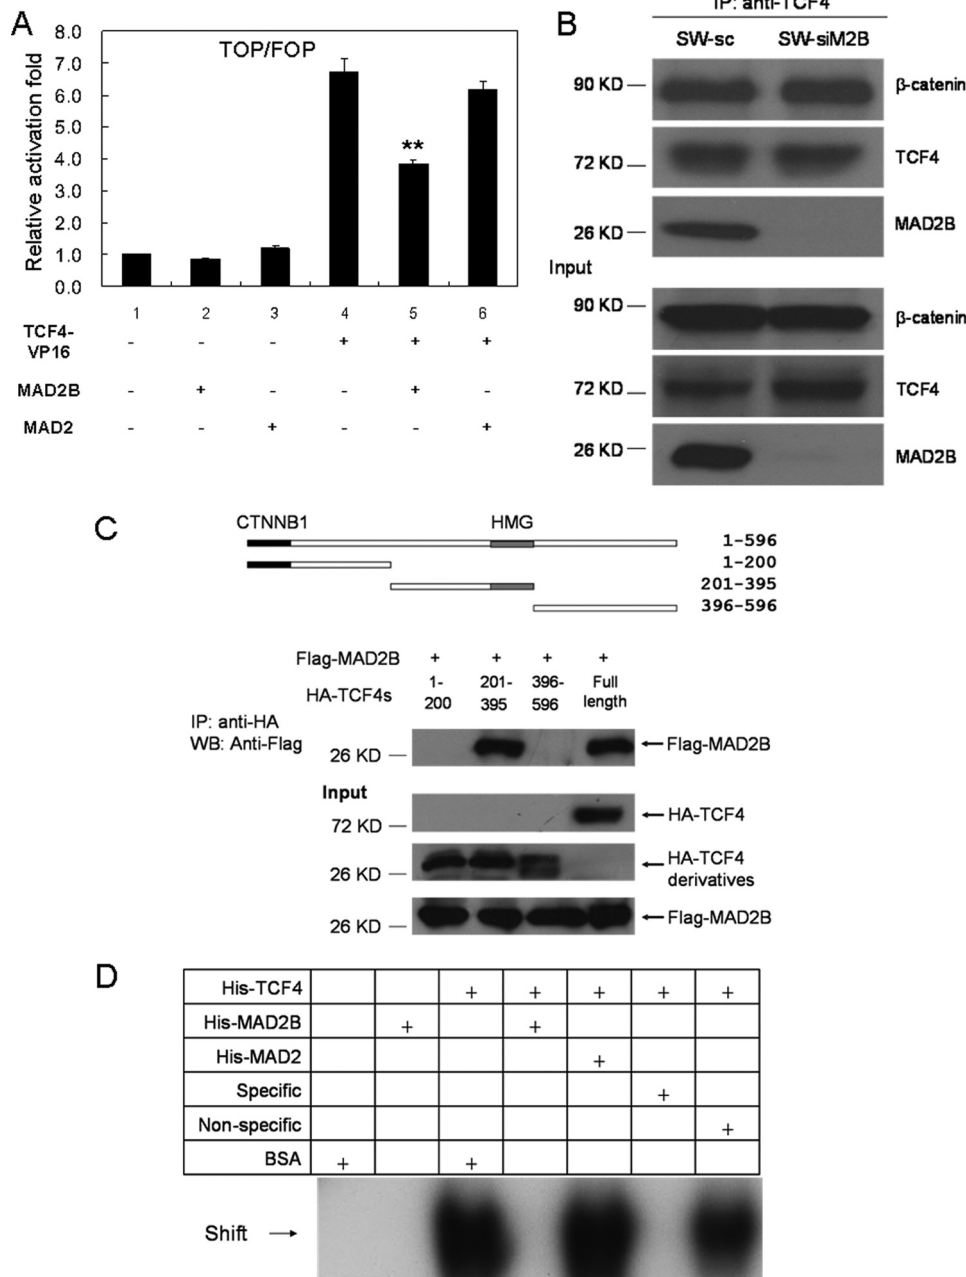 A
TOP/FOP
Relative activation fold
8.0
7.0
6.0
5.0
4.0
3.0
2.0
1.0
0.0
**
1 2 3 4 5 6
TCF4-
VP16 - - - + + +
MAD2B - + - - + -
MAD2 - - + - - +
B
IP: anti-TCF4
SW-sc SW-siM2B
90 KD β-catenin
72 KD TCF4
26 KD MAD2B
Input
90 KD β-catenin
72 KD TCF4
26 KD MAD2B
C
CTNNB1 HMG
1-596
1-200
201-395
396-596
Flag-MAD2B + + + +
HA-TCF4s 1-200 201-395 396-596 Full length
IP: anti-HA
WB: Anti-Flag
26 KD Flag-MAD2B
Input
72 KD HA-TCF4
26 KD HA-TCF4
derivatives
26 KD Flag-MAD2B
D
His-TCF4 + + + + +
His-MAD2B + +
His-MAD2 +
Specific +
Non-specific +
BSA + +
Shift →